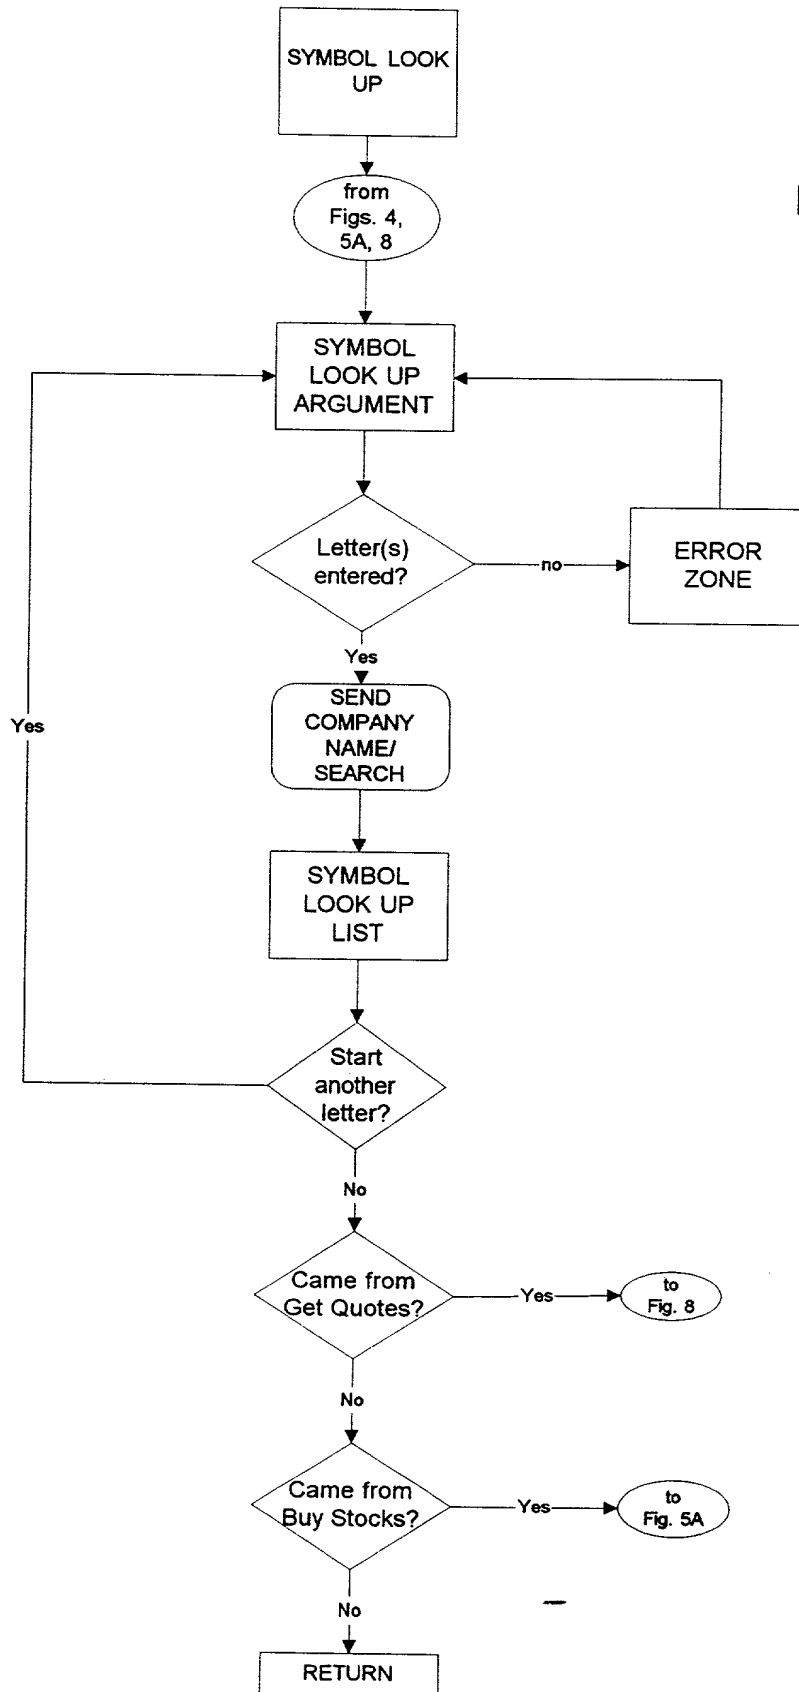 SYMBOL LOOK
UP
from
Figs. 4,
5A, 8
SYMBOL
LOOK UP
ARGUMENT
Letter(s)
entered?
no
ERROR
ZONE
Yes
SEND
COMPANY
NAME/
SEARCH
Yes
SYMBOL
LOOK UP
LIST
Start
another
letter?
No
Came from
Get Quotes?
Yes
to
Fig. 8
No
Came from
Buy Stocks?
Yes
to
Fig. 5A
No
RETURN